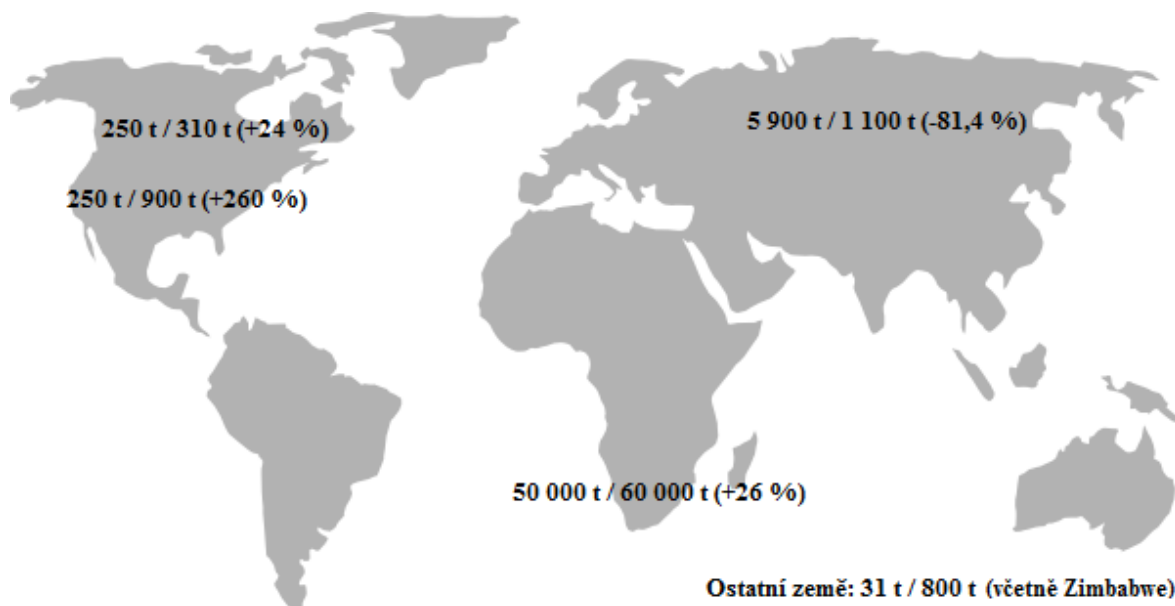 250 t / 310 t (+24 %)
5 900 t / 1 100 t (-81,4 %)
250 t / 900 t (+260 %)
50 000 t / 60 000 t (+26 %)
Ostatní země: 31 t / 800 t (včetně Zimbabwe)